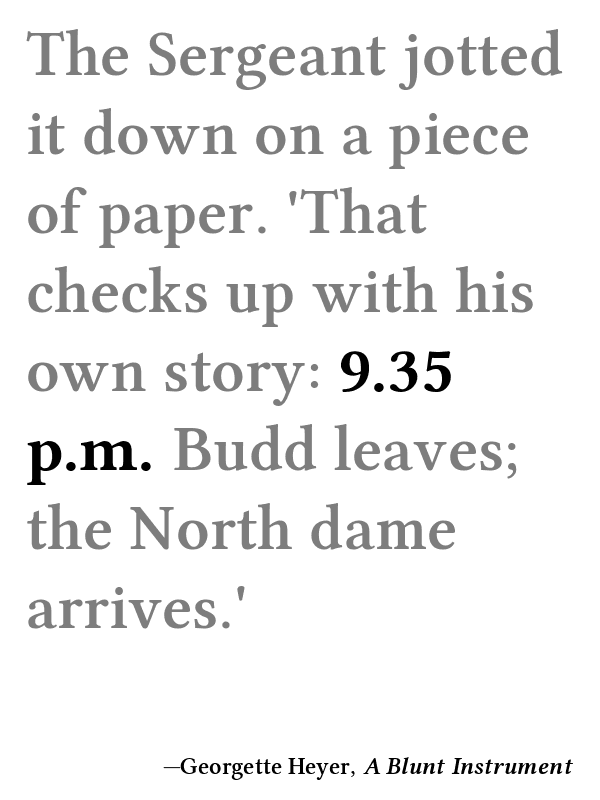 The Sergeant jotted
it down on a piece
of paper. 'That
checks up with his
own story: 9.35
p.m. Budd leaves;
the North dame
arrives.'
—Georgette Heyer, A Blunt Instrument